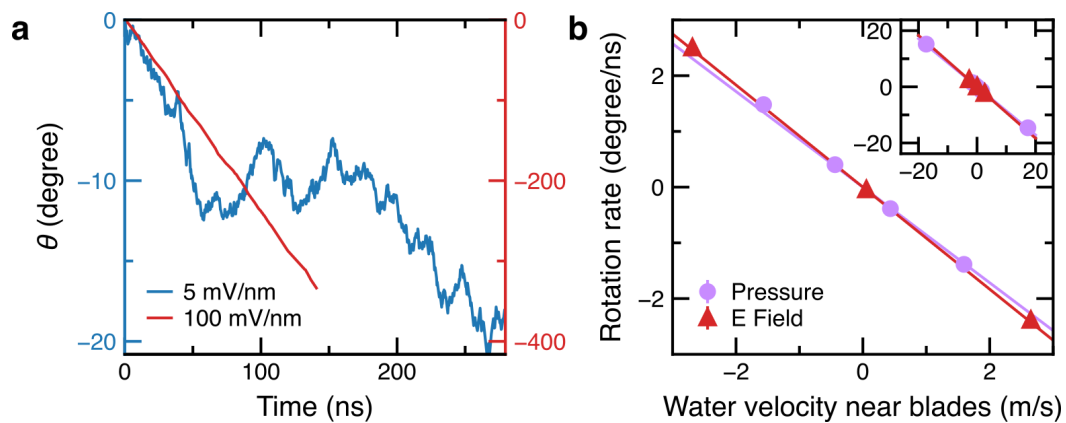 a
θ (degree)
0
−10
−20
0
−200
−400
0
100
200
Time (ns)
5 mV/nm
100 mV/nm
b
Rotation rate (degree/ns)
2
0
−2
−2
0
2
Water velocity near blades (m/s)
Pressure
E Field
20
0
−20
−20
0
20